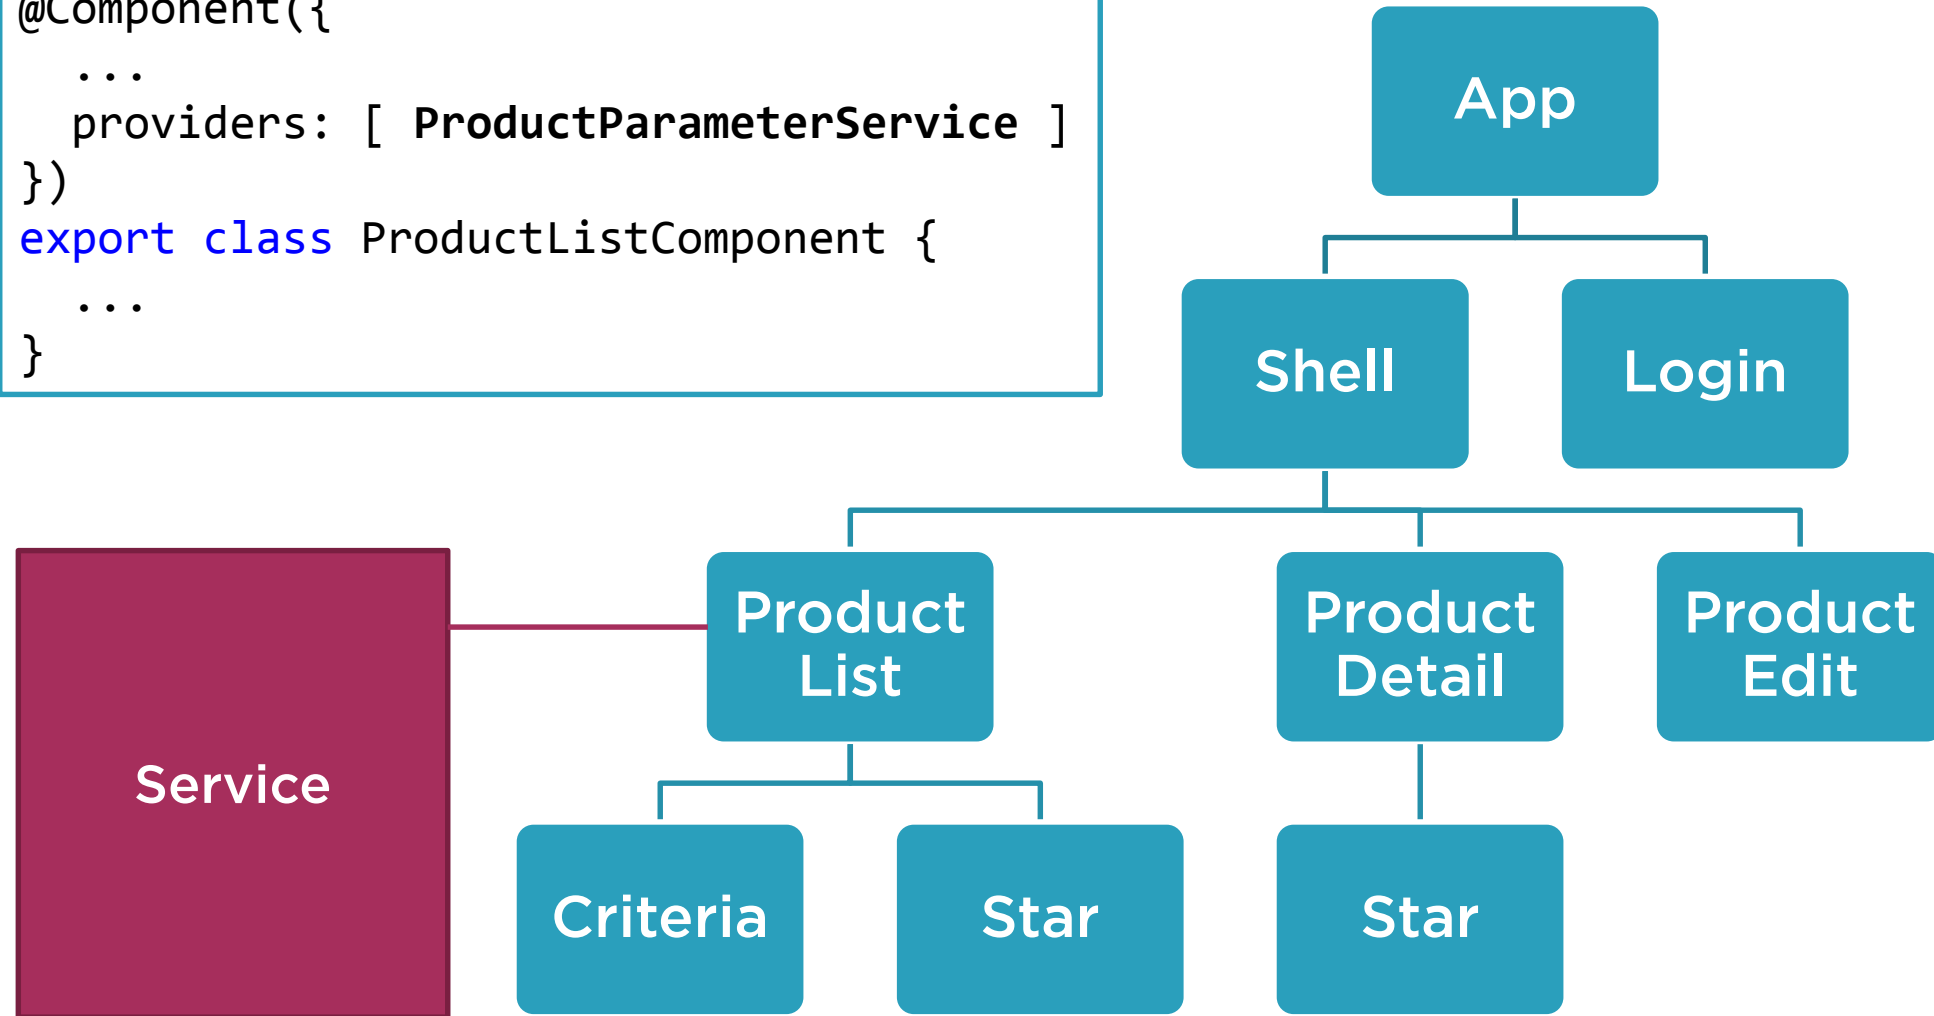 @Component({
  ...
  providers: [ ProductParameterService ]
})
export class ProductListComponent {
  ...
}
App
Shell
Login
Product
List
Product
Detail
Product
Edit
Service
Criteria
Star
Star